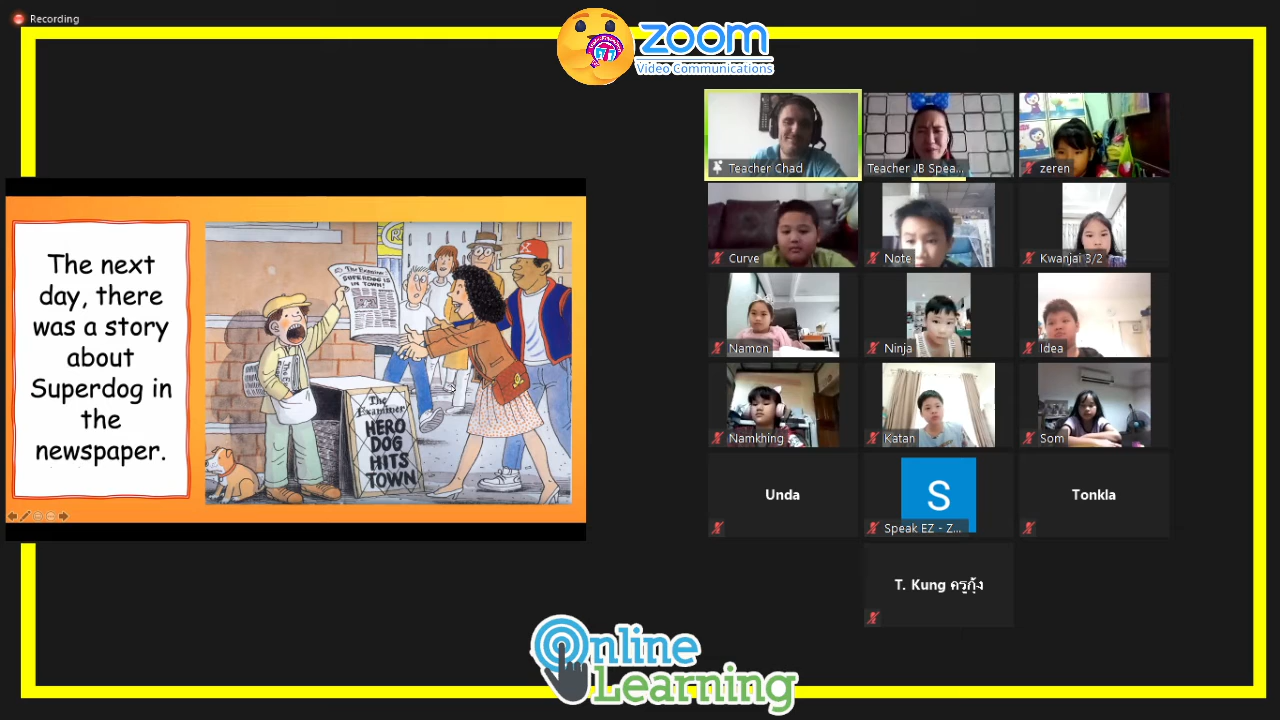 Recording
zoom
Video Communications
The next
day, there
was a story
about
Superdog in
the
newspaper.
The Examiner
SUPERDOG IS
IN TOWN!
The
Examiner
HERO
DOG
HITS
TOWN
Teacher Chad
Teacher JB Spea...
zeren
Curve
Note
Kwanjai 3/2
Namon
Ninja
Idea
Namkhing
Katan
Som
Unda
S
Speak EZ - Z...
Tonkla
T. Kung ครูกุ้ง
Online
Learning